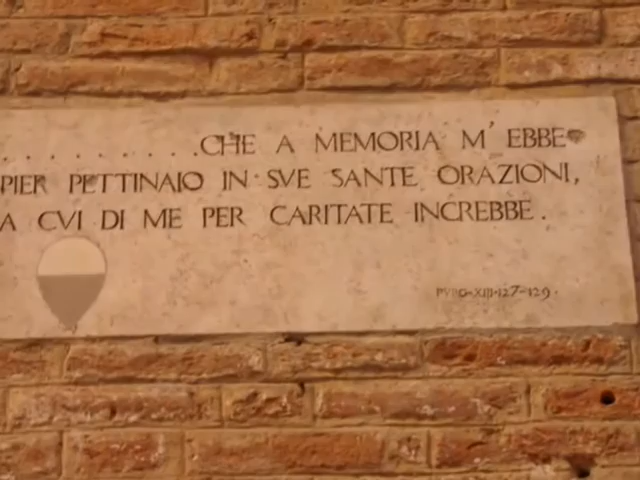 ..........CHE A MEMORIA M' EBBE
PIER PETTINAIO IN SVE SANTE ORAZIONI,
A CVI DI ME PER CARITATE INCREBBE.
PVRG·XIII·127-129·